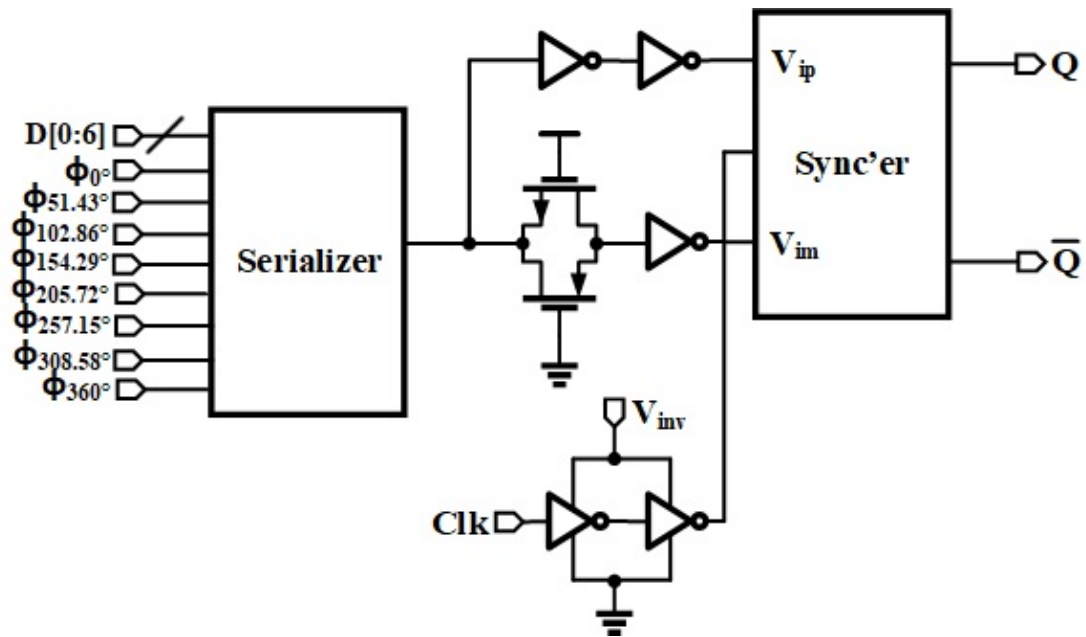 D[0:6]
ϕ0°
ϕ51.43°
ϕ102.86°
ϕ154.29°
ϕ205.72°
ϕ257.15°
ϕ308.58°
ϕ360°
Serializer
Vip
Vim
Sync'er
Q
Q̅
Vinv
Clk